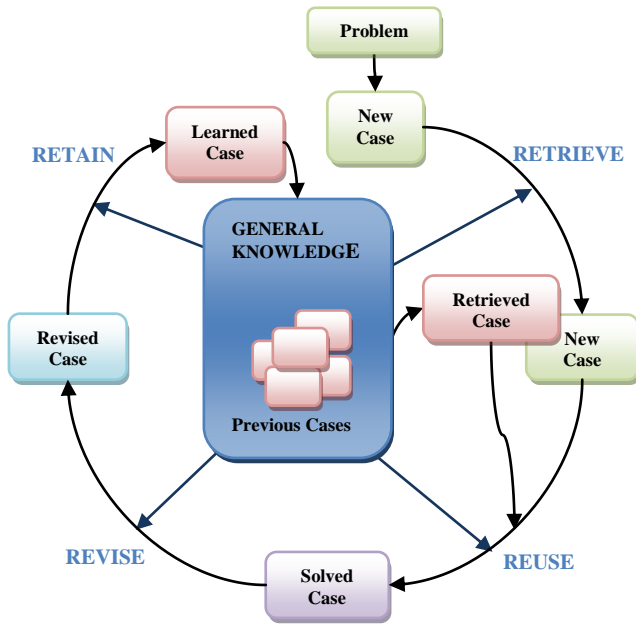 Problem
New
Case
Learned
Case
RETAIN
RETRIEVE
GENERAL
KNOWLEDGE
Retrieved
Case
New
Case
Revised
Case
Previous Cases
REVISE
REUSE
Solved
Case